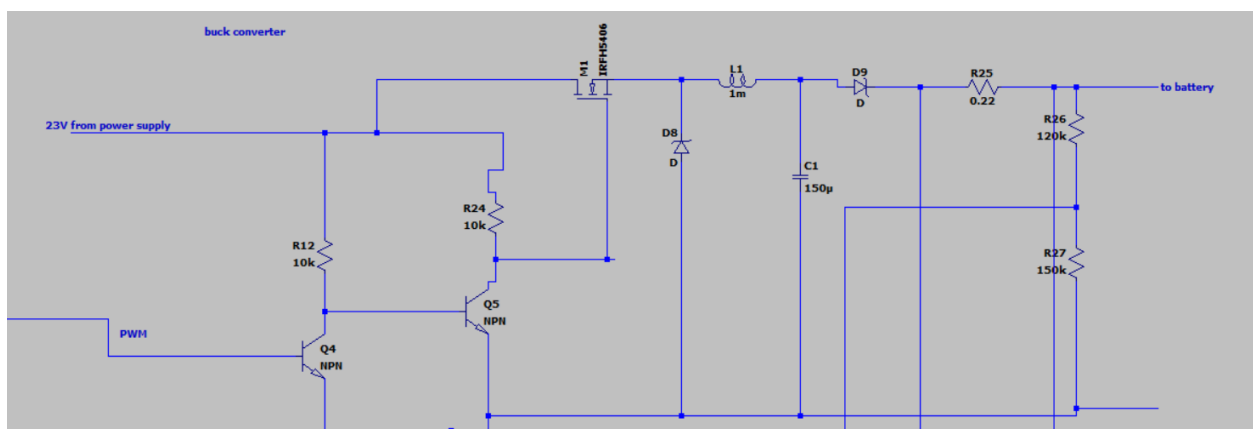 buck converter
M1
IRFH5406
L1
1m
D9
D
R25
0.22
to battery
23V from power supply
D8
D
R26
120k
C1
150µ
R24
10k
R12
10k
R27
150k
Q5
NPN
PWM
Q4
NPN